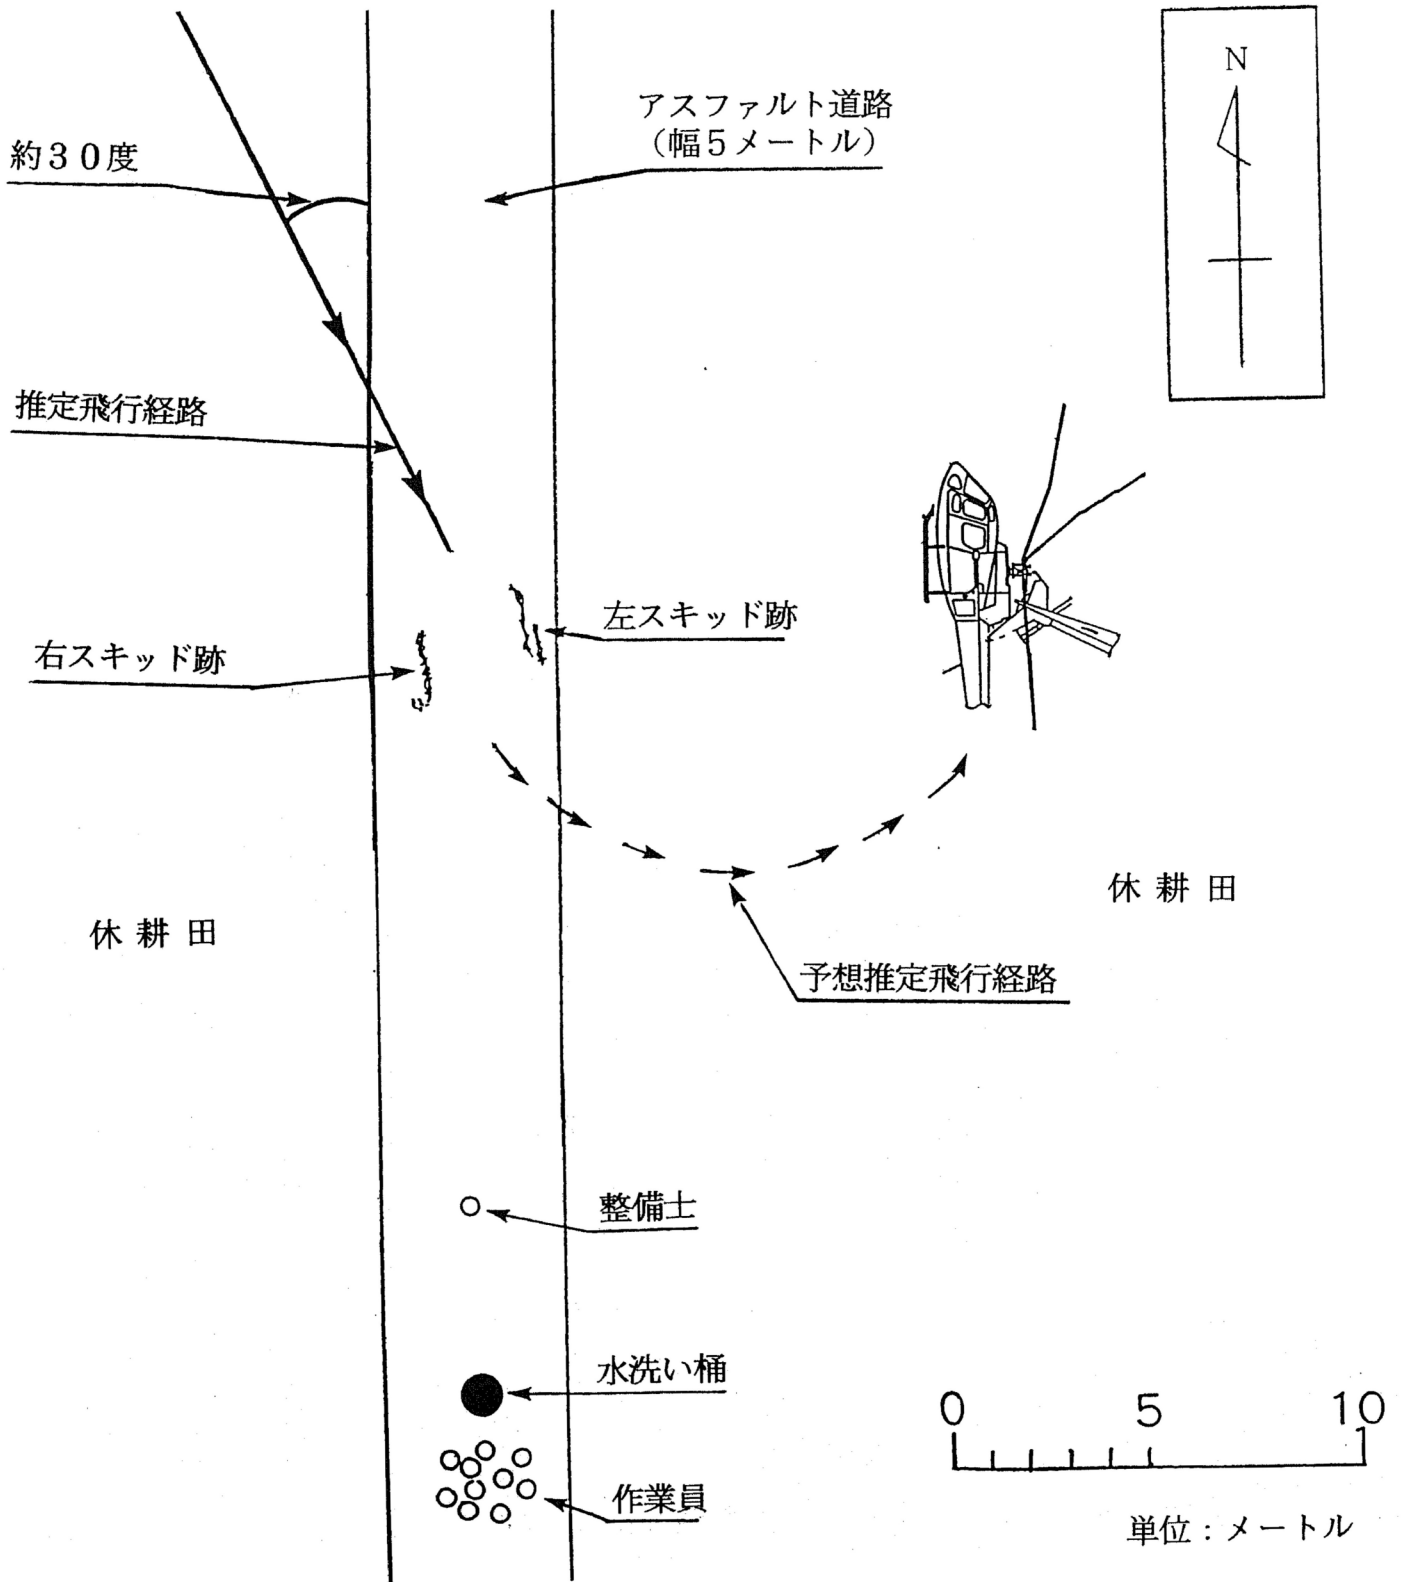 N
アスファルト道路
（幅5メートル）
約30度
推定飛行経路
左スキッド跡
右スキッド跡
休耕田
休耕田
予想推定飛行経路
整備士
水洗い桶
作業員
0 5 10
単位：メートル